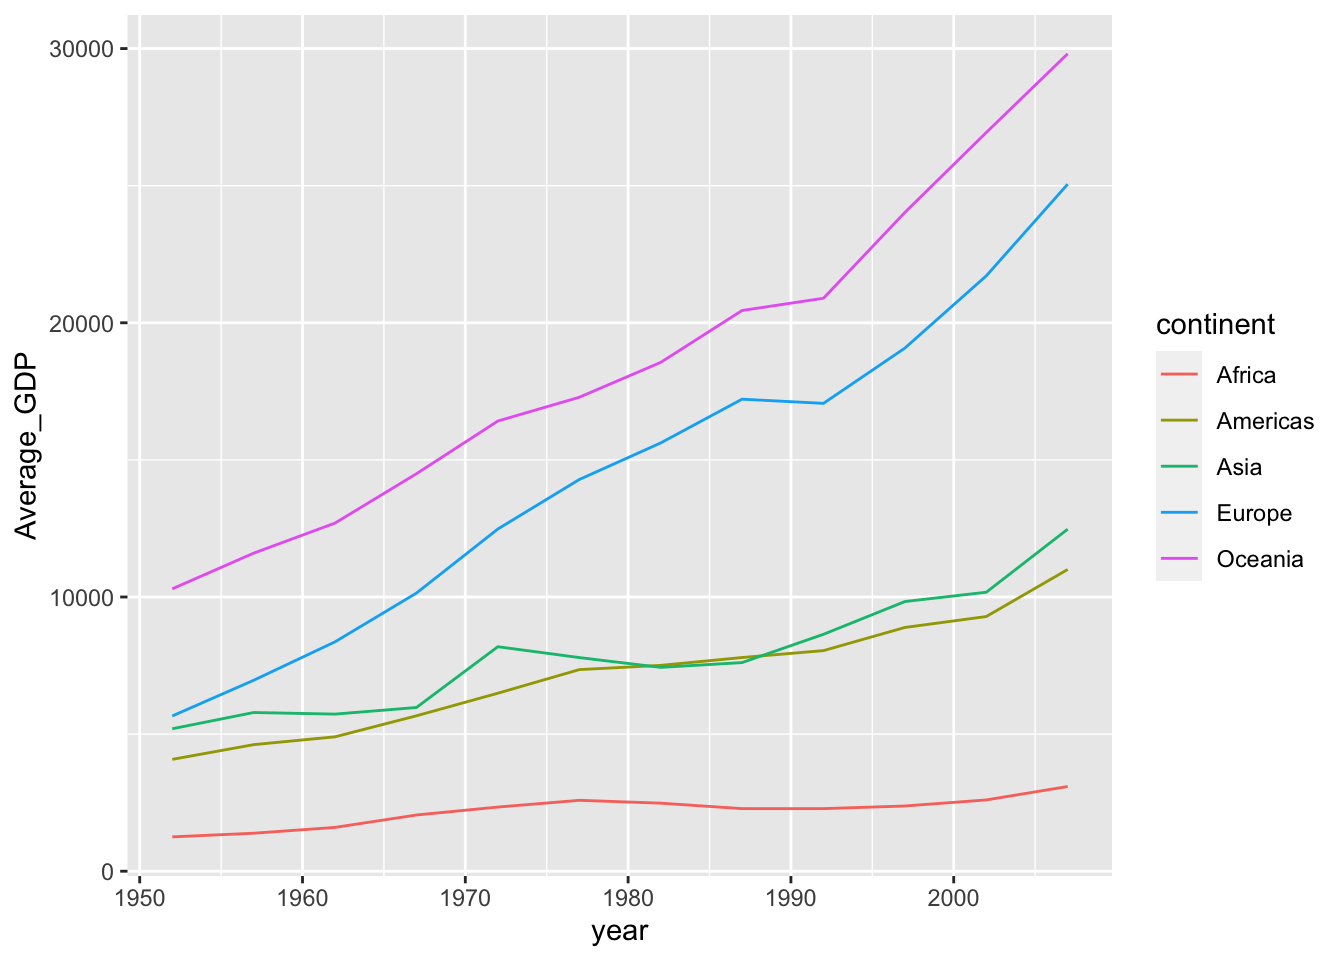 30000
20000
10000
0
Average_GDP
1950 1960 1970 1980 1990 2000
year
continent
Africa
Americas
Asia
Europe
Oceania